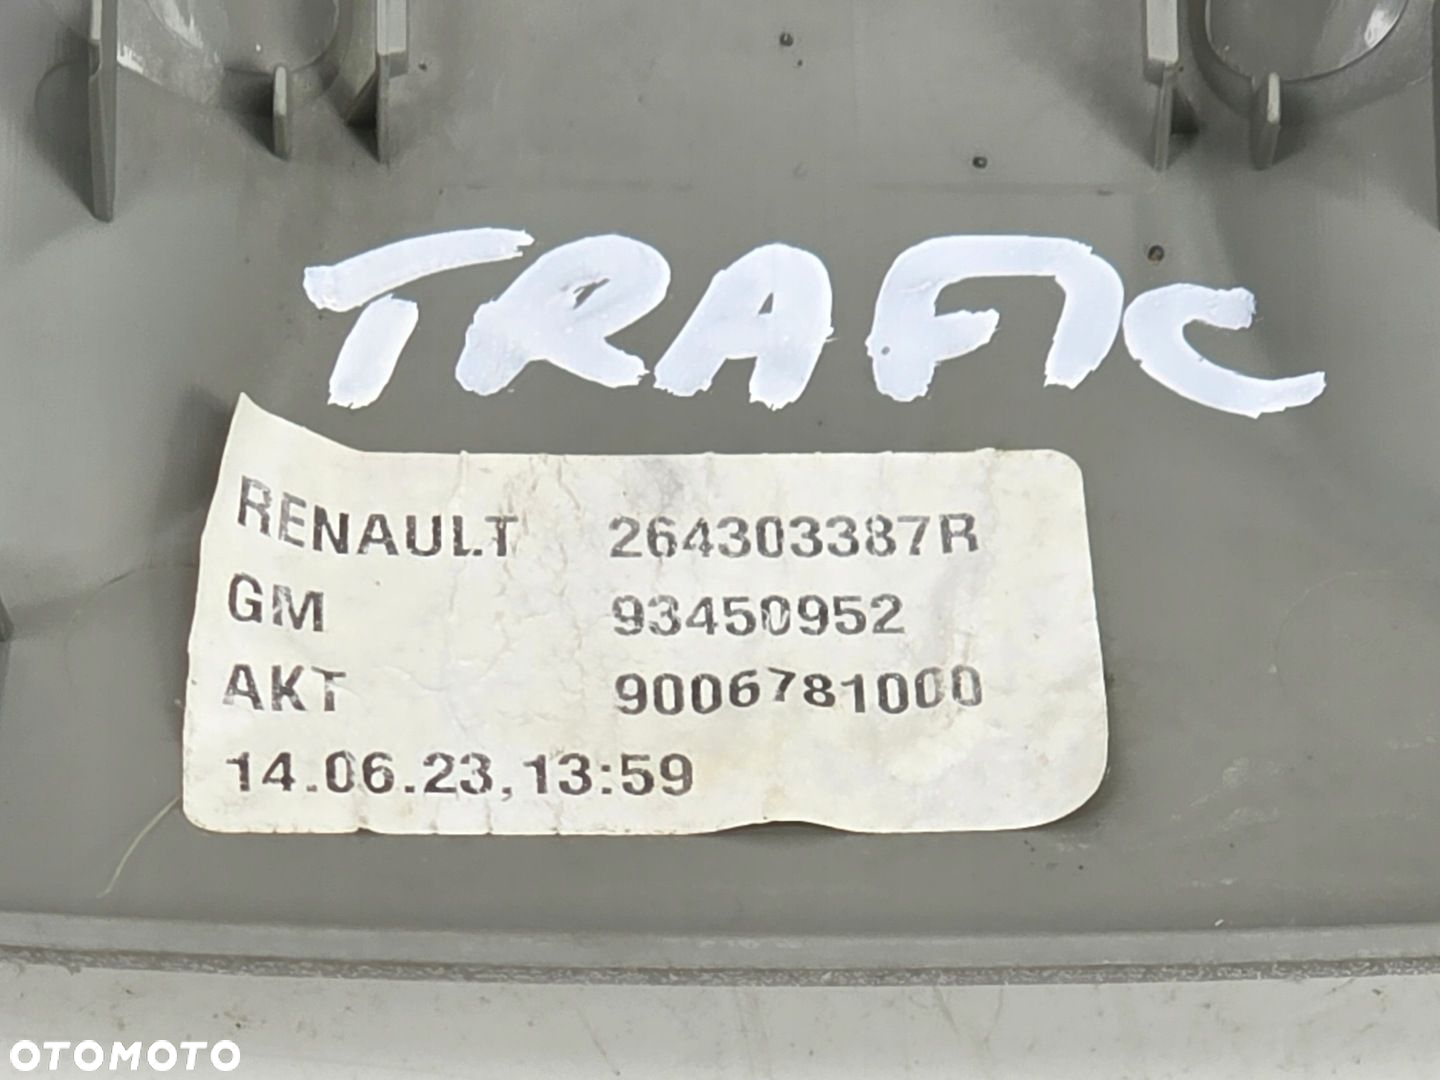 TRAFIC
RENAULT 264303387R
GM 93450952
AKT 9006781000
14.06.23, 13:59
OTOMOTO